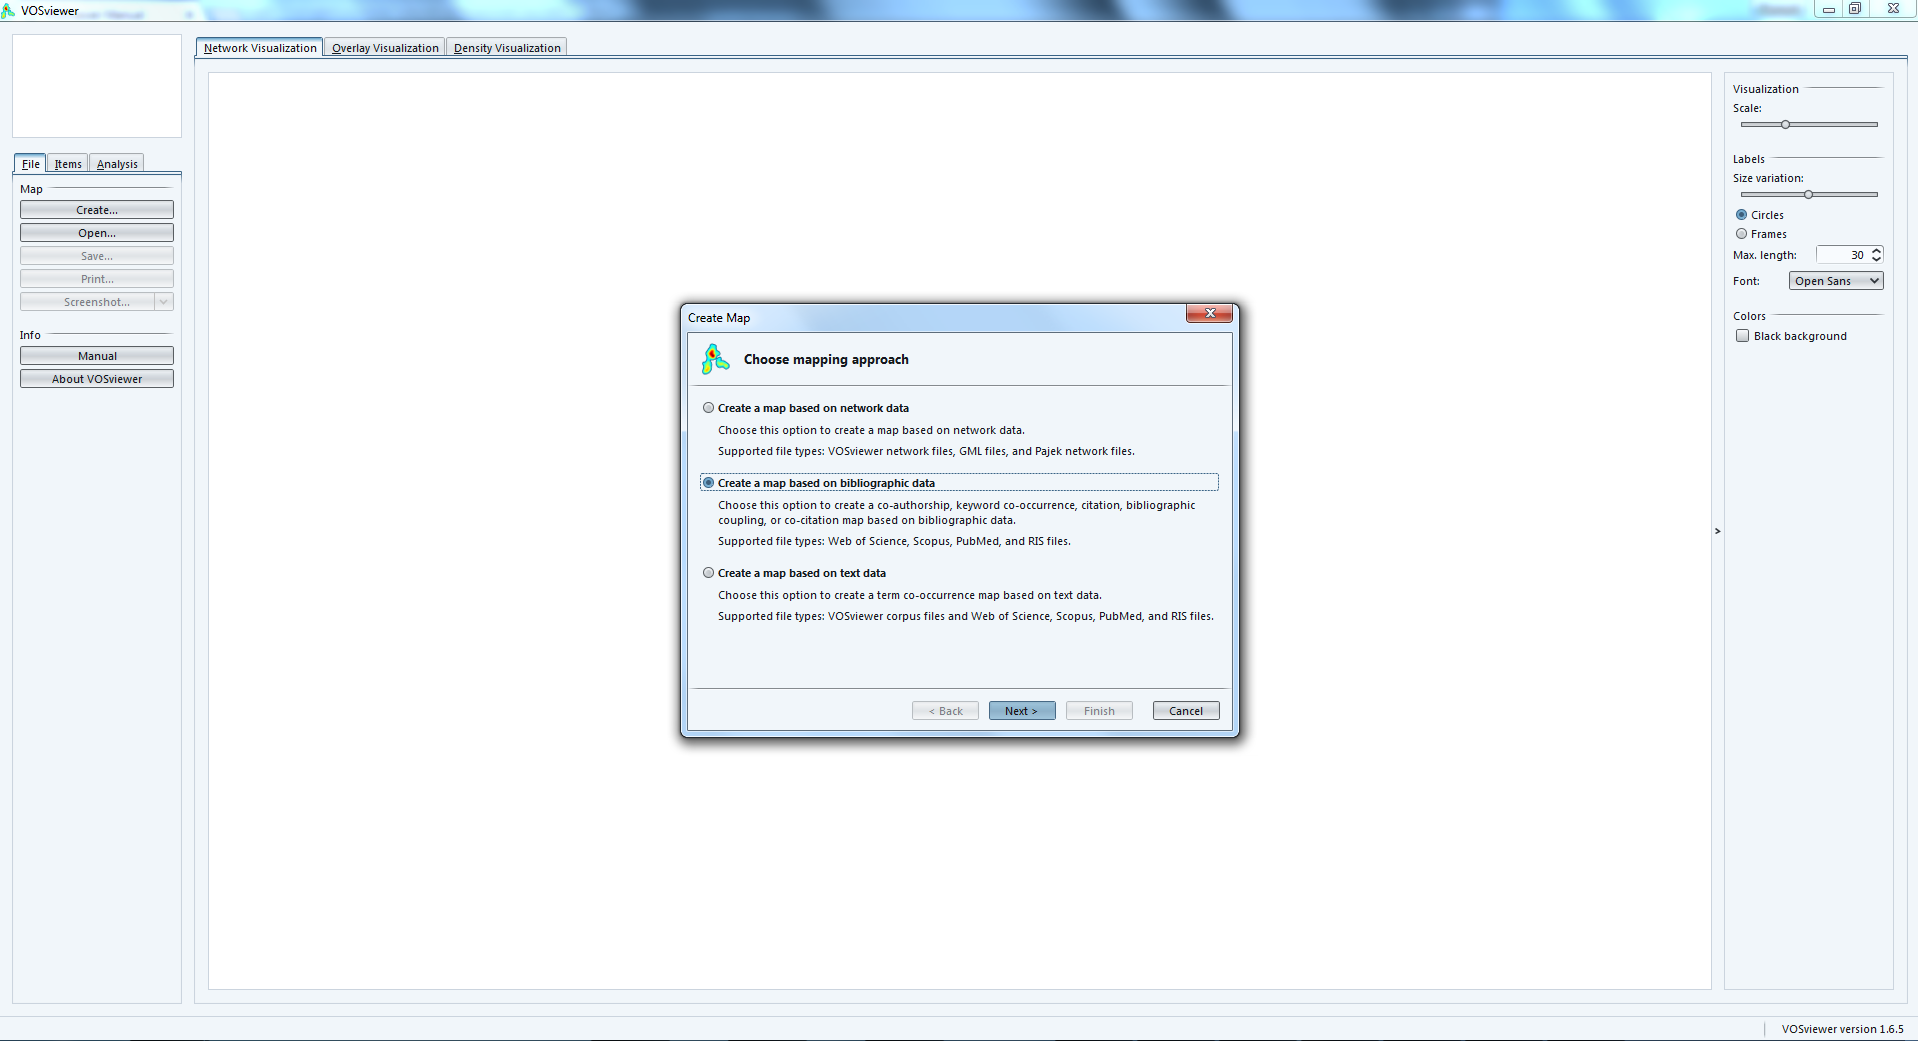 VOSviewer
Network Visualization
Overlay Visualization
Density Visualization
File
Items
Analysis
Map
Create...
Open...
Save...
Print...
Screenshot...
Info
Manual
About VOSviewer
Create Map
Choose mapping approach
Create a map based on network data
Choose this option to create a map based on network data.
Supported file types: VOSviewer network files, GML files, and Pajek network files.
Create a map based on bibliographic data
Choose this option to create a co-authorship, keyword co-occurrence, citation, bibliographic
coupling, or co-citation map based on bibliographic data.
Supported file types: Web of Science, Scopus, PubMed, and RIS files.
Create a map based on text data
Choose this option to create a term co-occurrence map based on text data.
Supported file types: VOSviewer corpus files and Web of Science, Scopus, PubMed, and RIS files.
< Back
Next >
Finish
Cancel
>
Visualization
Scale:
Labels
Size variation:
Circles
Frames
Max. length: 30
Font: Open Sans
Colors
Black background
VOSviewer version 1.6.5